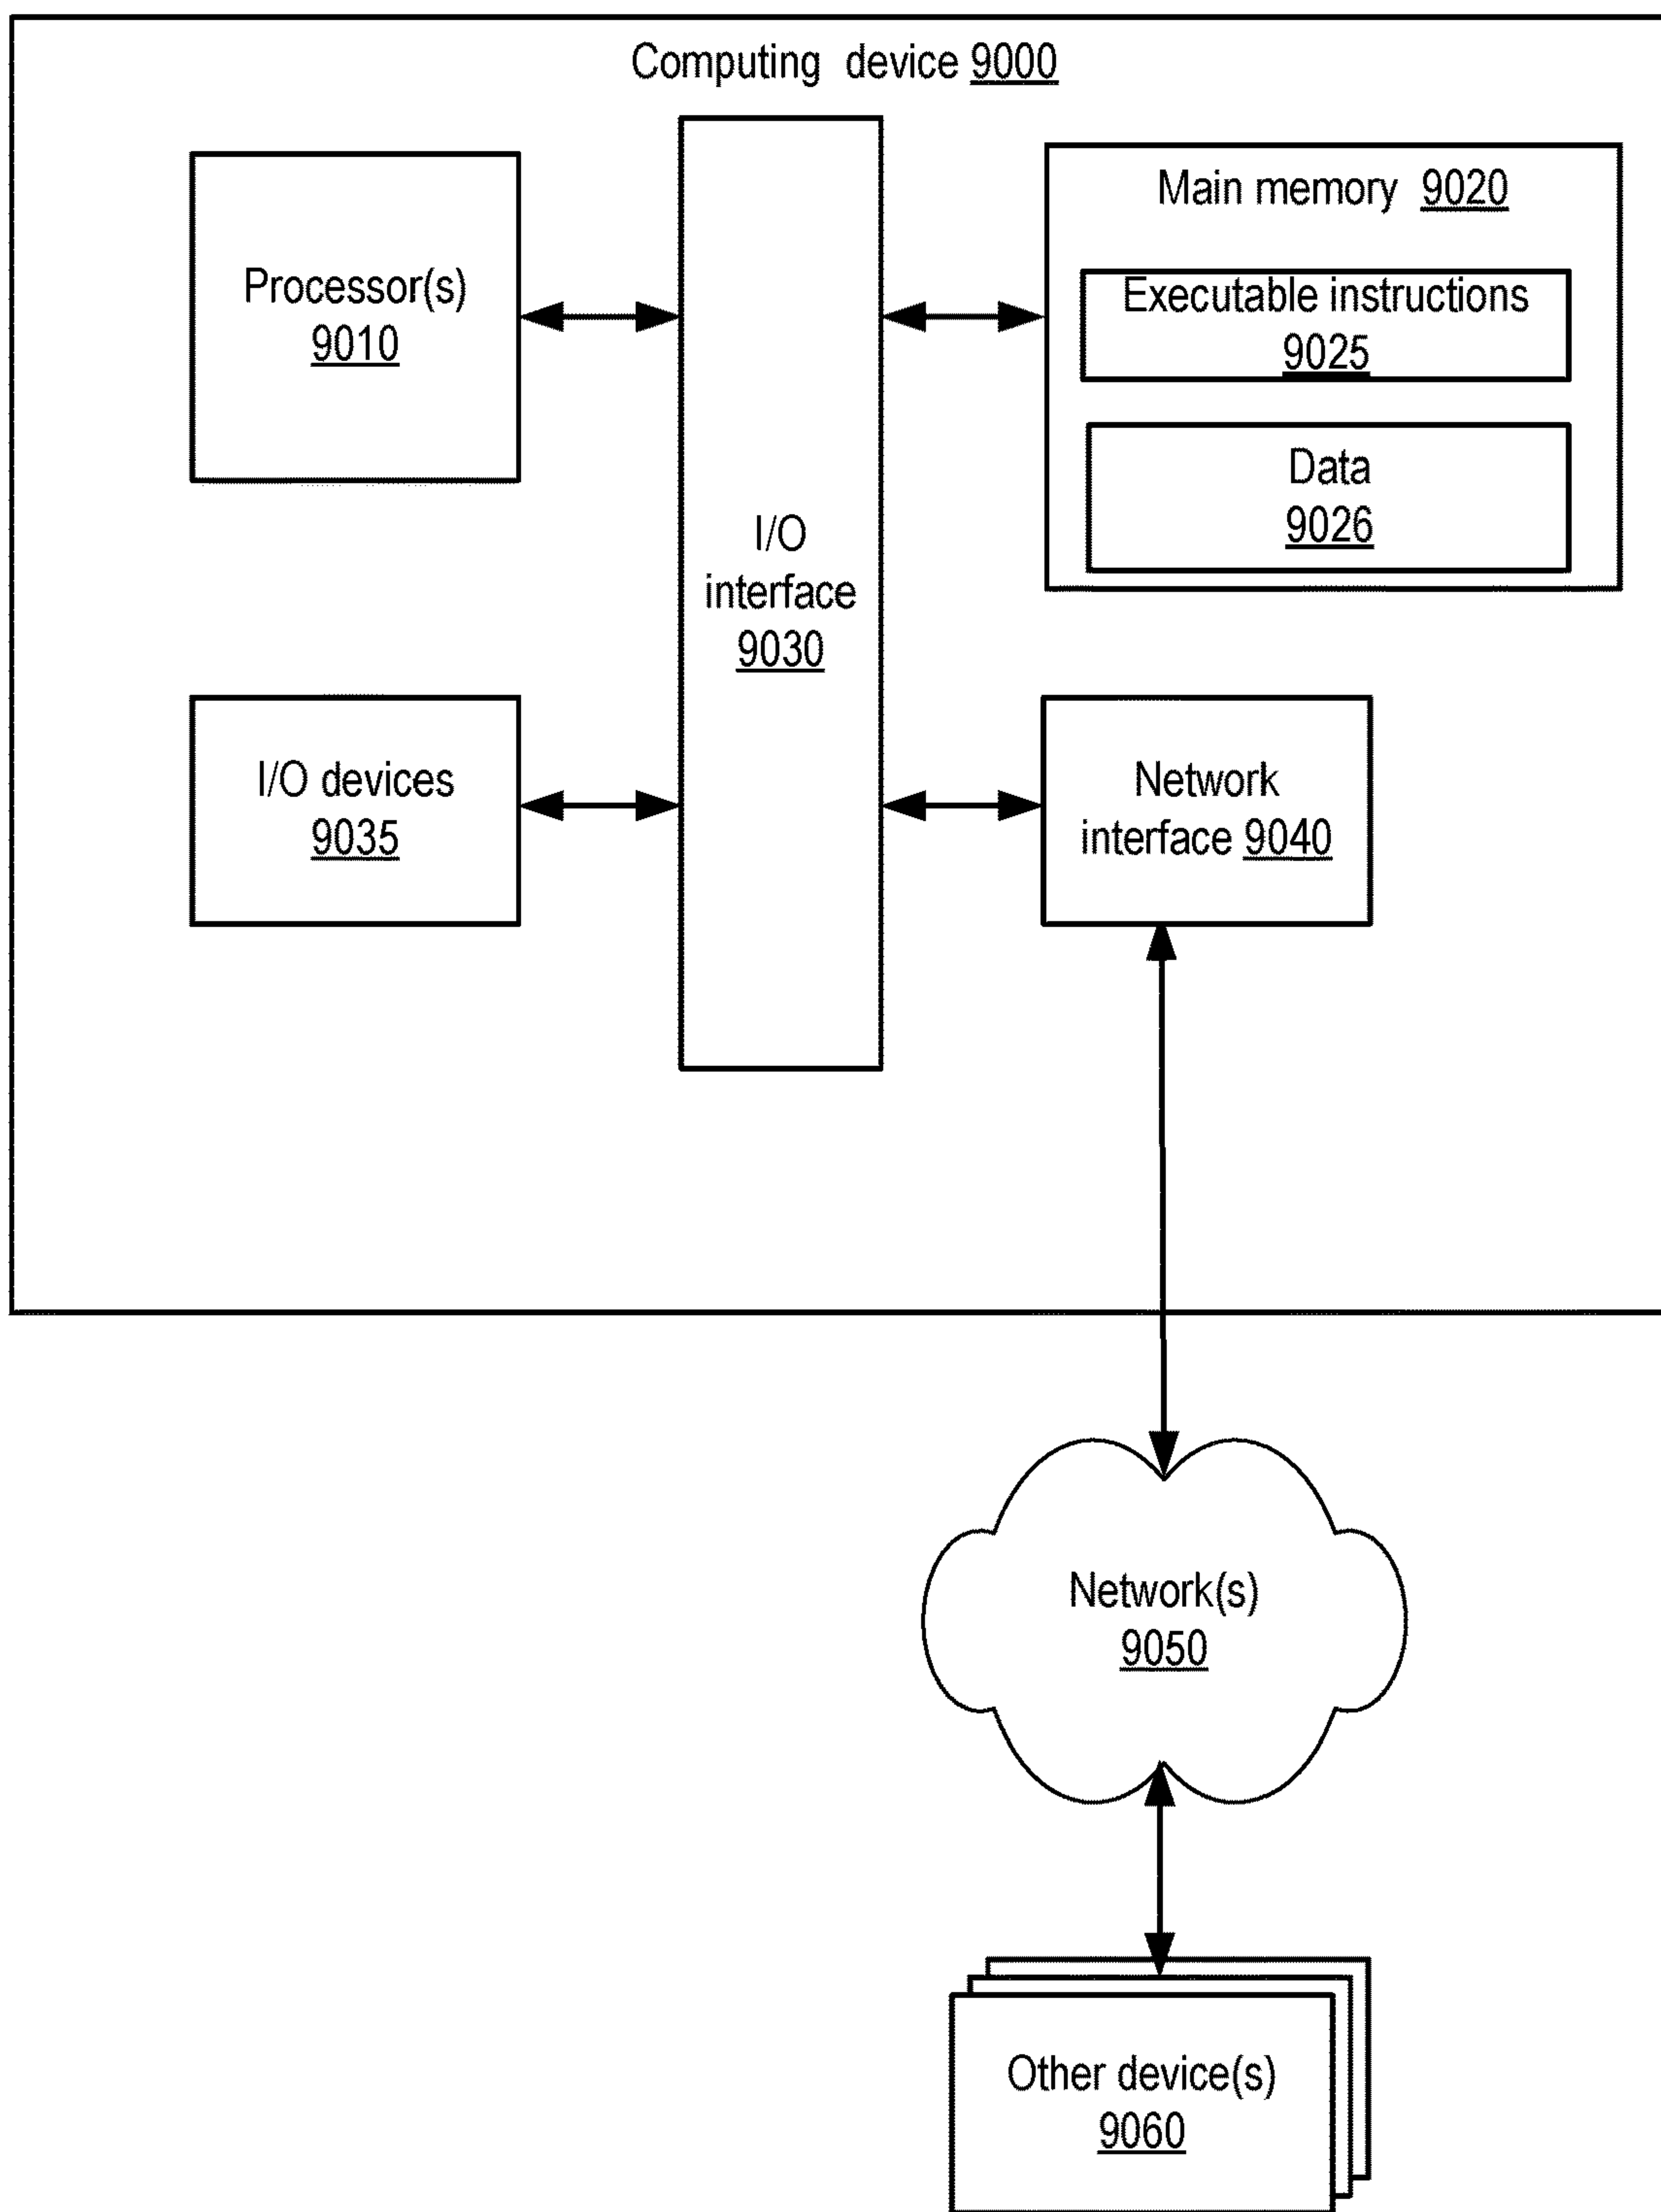 Computing device 9000
Processor(s)
9010
I/O
interface
9030
Main memory 9020
Executable instructions
9025
Data
9026
I/O devices
9035
Network
interface 9040
Network(s)
9050
Other device(s)
9060